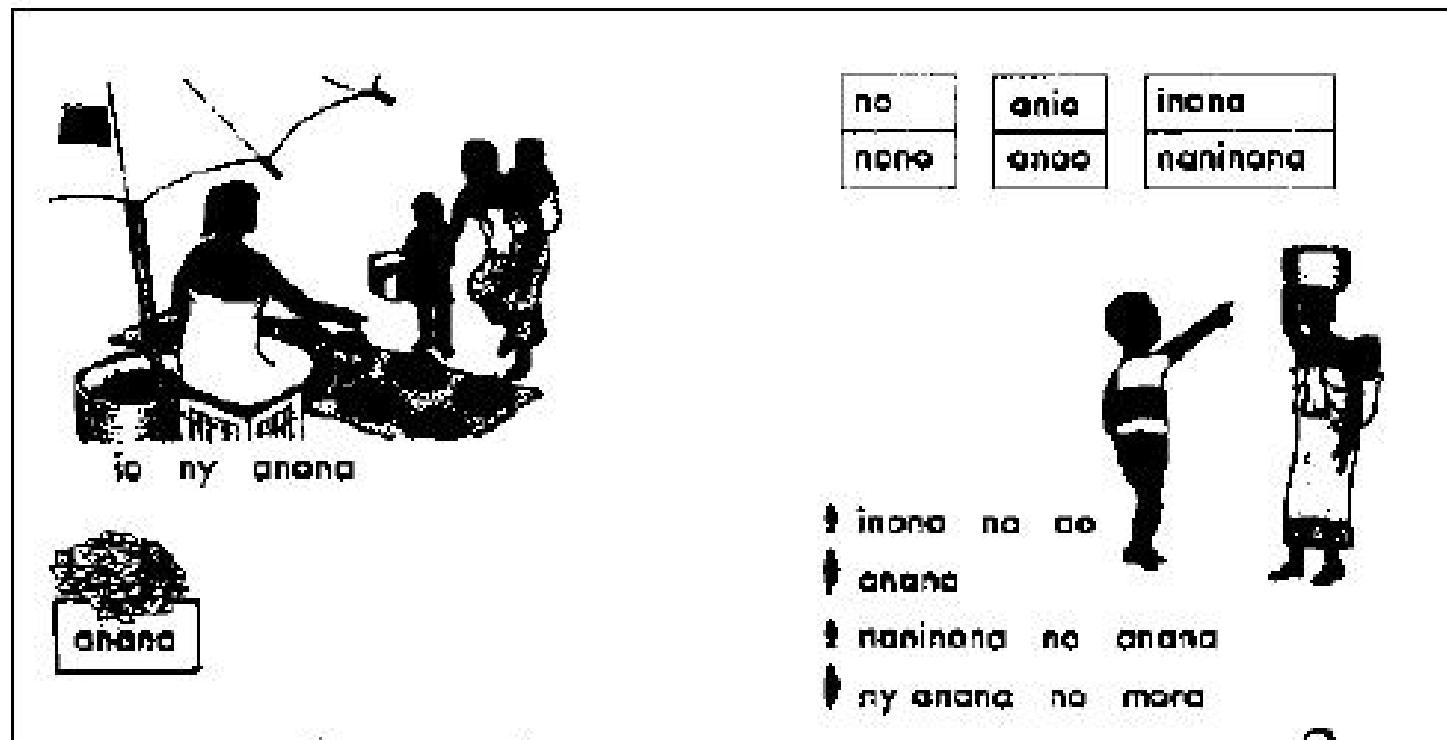 io ny anana
anana
no anio inona
nono anao naninona
inona no ao
anana
naninona no anana
ny anana no mora